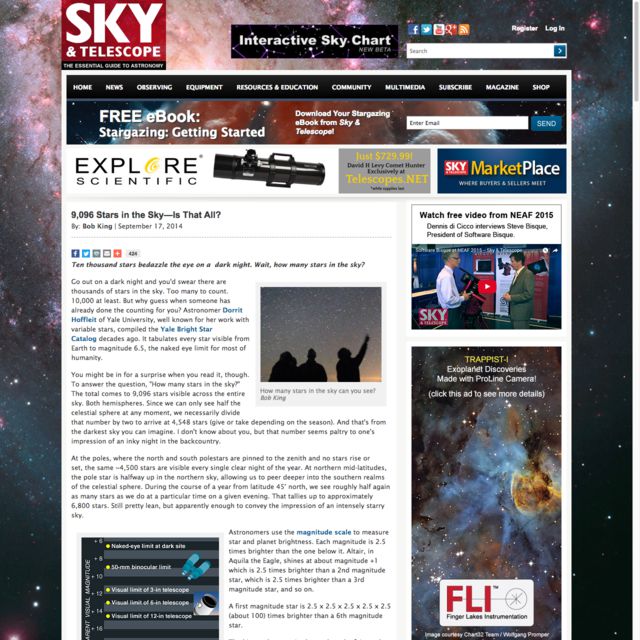 SKY
& TELESCOPE
THE ESSENTIAL GUIDE TO ASTRONOMY
Interactive Sky Chart
NEW BETA
Register Log In
Search
HOME NEWS OBSERVING EQUIPMENT RESOURCES & EDUCATION COMMUNITY MULTIMEDIA SUBSCRIBE MAGAZINE SHOP
FREE eBook:
Stargazing: Getting Started
Download Your Stargazing
eBook from Sky &
Telescope!
Enter Email
SEND
EXPLORE
SCIENTIFIC
Just $729.99!
David H Levy Comet Hunter
Exclusively at
Telescopes.NET
*while supplies last
SKY
& TELESCOPE
MarketPlace
WHERE BUYERS & SELLERS MEET
9,096 Stars in the Sky—Is That All?
By: Bob King | September 17, 2014
424
Ten thousand stars bedazzle the eye on a dark night. Wait, how many stars in the sky?
Go out on a dark night and you'd swear there are
thousands of stars in the sky. Too many to count.
10,000 at least. But why guess when someone has
already done the counting for you? Astronomer Dorrit
Hoffleit of Yale University, well known for her work with
variable stars, compiled the Yale Bright Star
Catalog decades ago. It tabulates every star visible from
Earth to magnitude 6.5, the naked eye limit for most of
humanity.
How many stars in the sky can you see?
Bob King
You might be in for a surprise when you read it, though.
To answer the question, "How many stars in the sky?"
The total comes to 9,096 stars visible across the entire
sky. Both hemispheres. Since we can only see half the
celestial sphere at any moment, we necessarily divide
that number by two to arrive at 4,548 stars (give or take depending on the season). And that's from
the darkest sky you can imagine. I don't know about you, but that number seems paltry to one's
impression of an inky night in the backcountry.
At the poles, where the north and south polestars are pinned to the zenith and no stars rise or
set, the same ~4,500 stars are visible every single clear night of the year. At northern mid-latitudes,
the pole star is halfway up in the northern sky, allowing us to peer deeper into the southern realms
of the celestial sphere. During the course of a year from latitude 45° north, we see roughly half again
as many stars as we do at a particular time on a given evening. That tallies up to approximately
6,800 stars. Still pretty lean, but apparently enough to convey the impression of an intensely starry
sky.
+ 6
Naked-eye limit at dark site
+ 8
50-mm binocular limit
+ 10
Visual limit of 3-in telescope
+ 12
Visual limit of 6-in telescope
+ 14
Visual limit of 12-in telescope
+ 16
ARENT VISUAL MAGNITUDE
Astronomers use the magnitude scale to measure
star and planet brightness. Each magnitude is 2.5
times brighter than the one below it. Altair, in
Aquila the Eagle, shines at about magnitude +1
which is 2.5 times brighter than a 2nd magnitude
star, which is 2.5 times brighter than a 3rd
magnitude star, and so on.
A first magnitude star is 2.5 x 2.5 x 2.5 x 2.5 x 2.5
(about 100) times brighter than a 6th magnitude
star.
Watch free video from NEAF 2015
Dennis di Cicco interviews Steve Bisque,
President of Software Bisque.
Software Bisque at NEAF 2015 - Sky & Telescope
SKY
& TELESCOPE
TRAPPIST-I
Exoplanet Discoveries
Made with ProLine Camera!
(click this ad to see more details)
FLI™
Finger Lakes Instrumentation
Image courtesy Chart32 Team / Wolfgang Promper